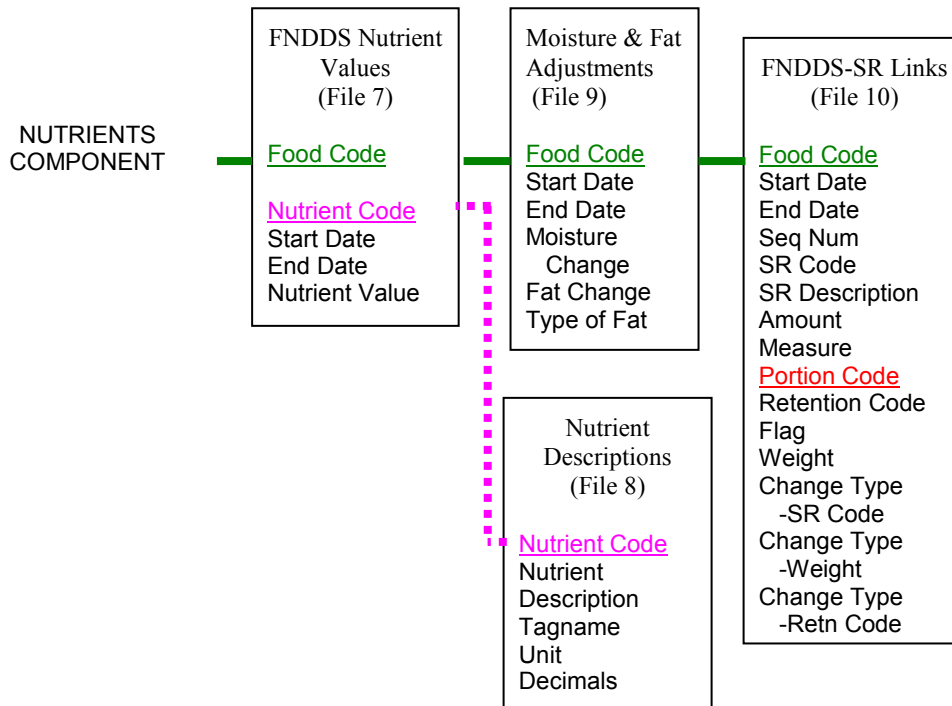 NUTRIENTS
COMPONENT
FNDDS Nutrient
Values
(File 7)
Food Code
Nutrient Code
Start Date
End Date
Nutrient Value
Moisture & Fat
Adjustments
(File 9)
Food Code
Start Date
End Date
Moisture
Change
Fat Change
Type of Fat
Nutrient
Descriptions
(File 8)
Nutrient Code
Nutrient
Description
Tagname
Unit
Decimals
FNDDS-SR Links
(File 10)
Food Code
Start Date
End Date
Seq Num
SR Code
SR Description
Amount
Measure
Portion Code
Retention Code
Flag
Weight
Change Type
-SR Code
Change Type
-Weight
Change Type
-Retn Code